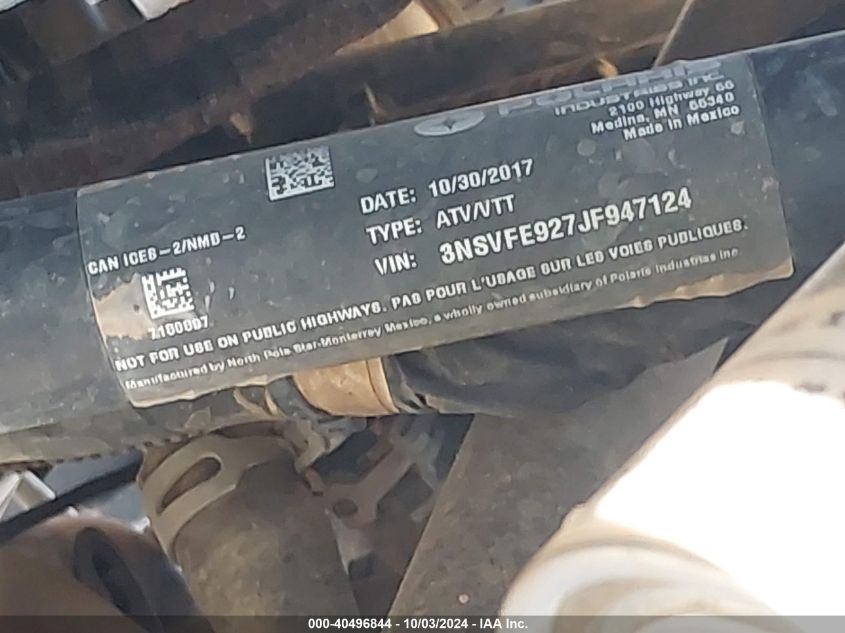 POLARIS
INDUSTRIES INC
2100 Highway 55
Medina, MN 55340
Made in Mexico
DATE: 10/30/2017
TYPE: ATV/VTT
VIN: 3NSVFE927JF947124
CAN ICES-2/NMB-2
7180007
NOT FOR USE ON PUBLIC HIGHWAYS. PAS POUR L'USAGE SUR LES VOIES PUBLIQUES.
Manufactured by North Pole Star-Monterrey Mexico, a wholly owned subsidiary of Polaris Industries Inc
000-40496844 - 10/03/2024 - IAA Inc.